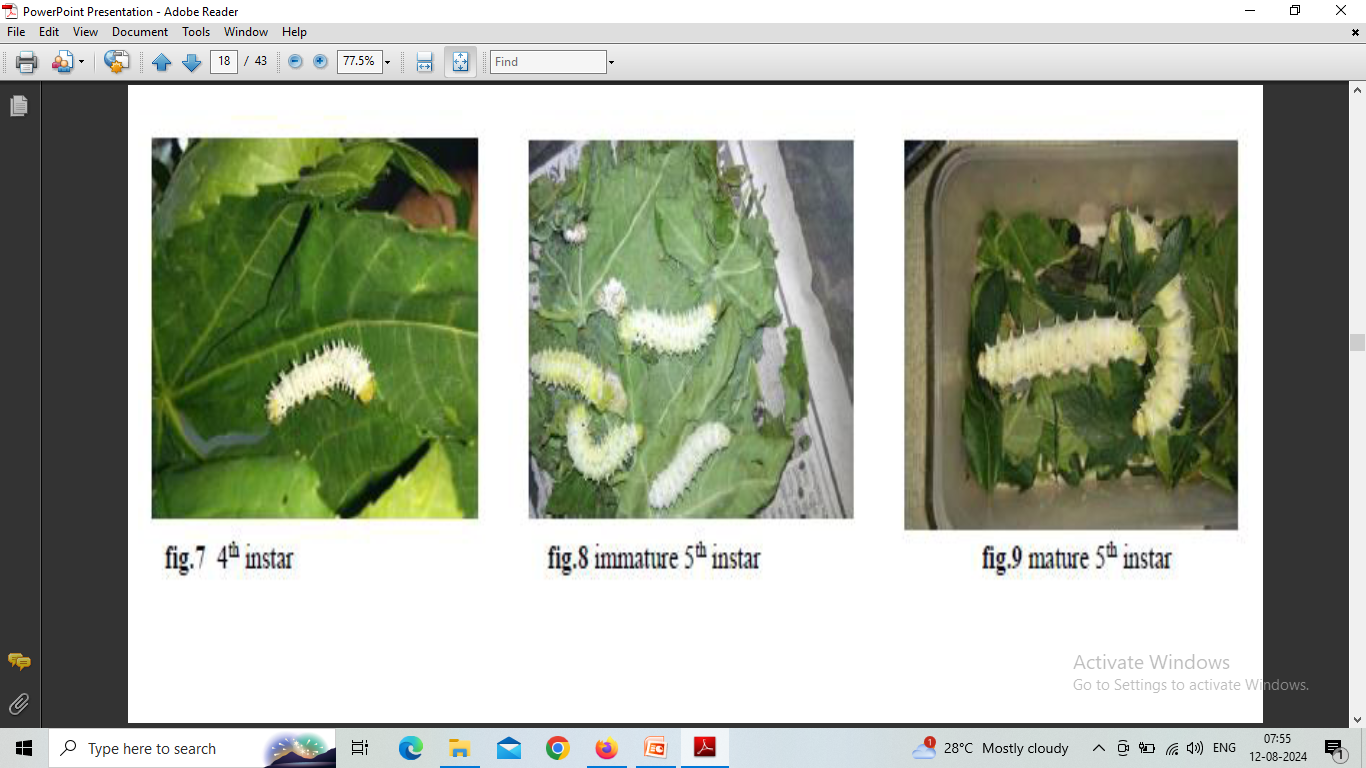 PowerPoint Presentation - Adobe Reader
File Edit View Document Tools Window Help
18 / 43 77.5% Find
fig.7 4th instar
fig.8 immature 5th instar
fig.9 mature 5th instar
Activate Windows
Go to Settings to activate Windows.
Type here to search
1
28°C Mostly cloudy
ENG
07:55
12-08-2024
1